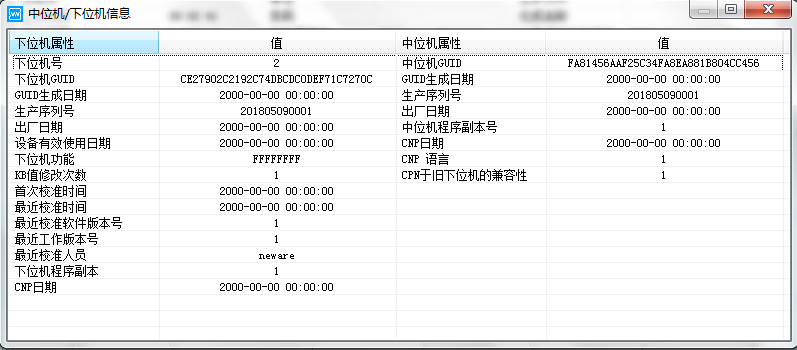 中位机/下位机信息
下位机属性 值 中位机属性 值
下位机号 2 中位机GUID FA81456AAF25C34FA8EA881B804CC456
下位机GUID CE27902C2192C74DBCDC0DEF71C7270C GUID生成日期 2000-00-00 00:00:00
GUID生成日期 2000-00-00 00:00:00 生产序列号 201805090001
生产序列号 201805090001 出厂日期 2000-00-00 00:00:00
出厂日期 2000-00-00 00:00:00 中位机程序副本号 1
设备有效使用日期 2000-00-00 00:00:00 CNP日期 2000-00-00 00:00:00
下位机功能 FFFFFFFF CNP 语言 1
KB值修改次数 1 CPN于旧下位机的兼容性 1
首次校准时间 2000-00-00 00:00:00
最近校准时间 2000-00-00 00:00:00
最近校准软件版本号 1
最近工作版本号 1
最近校准人员 neware
下位机程序副本 1
CNP日期 2000-00-00 00:00:00